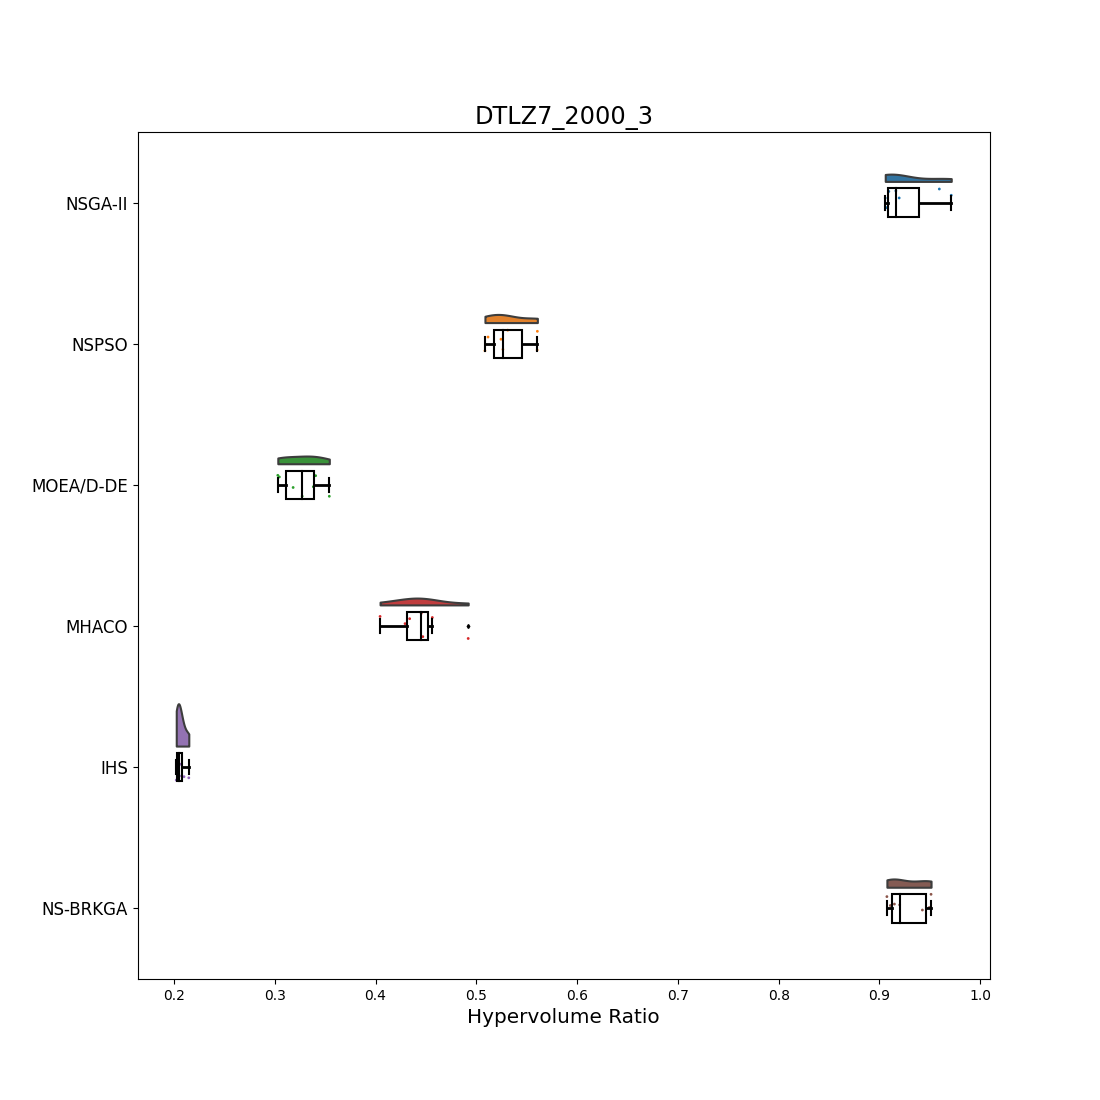 DTLZ7_2000_3
NSGA-II
NSPSO
MOEA/D-DE
MHACO
IHS
NS-BRKGA
0.2 0.3 0.4 0.5 0.6 0.7 0.8 0.9 1.0
Hypervolume Ratio